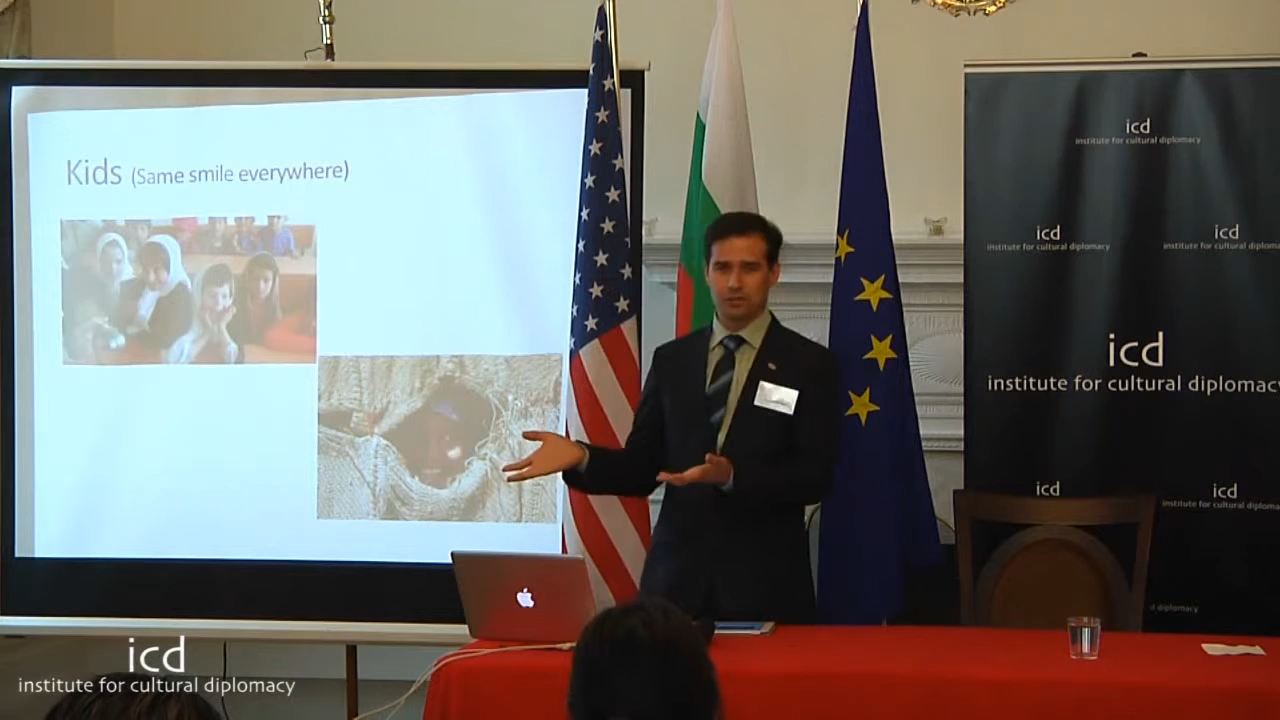 Kids (Same smile everywhere)
icd
institute for cultural diplomacy
icd
institute for cultural diplomacy
icd
institute for cultural diplomacy
icd
institute for cultural diplomacy
icd
icd
institute for cultural diploma
diplomacy
icd
institute for cultural diplomacy